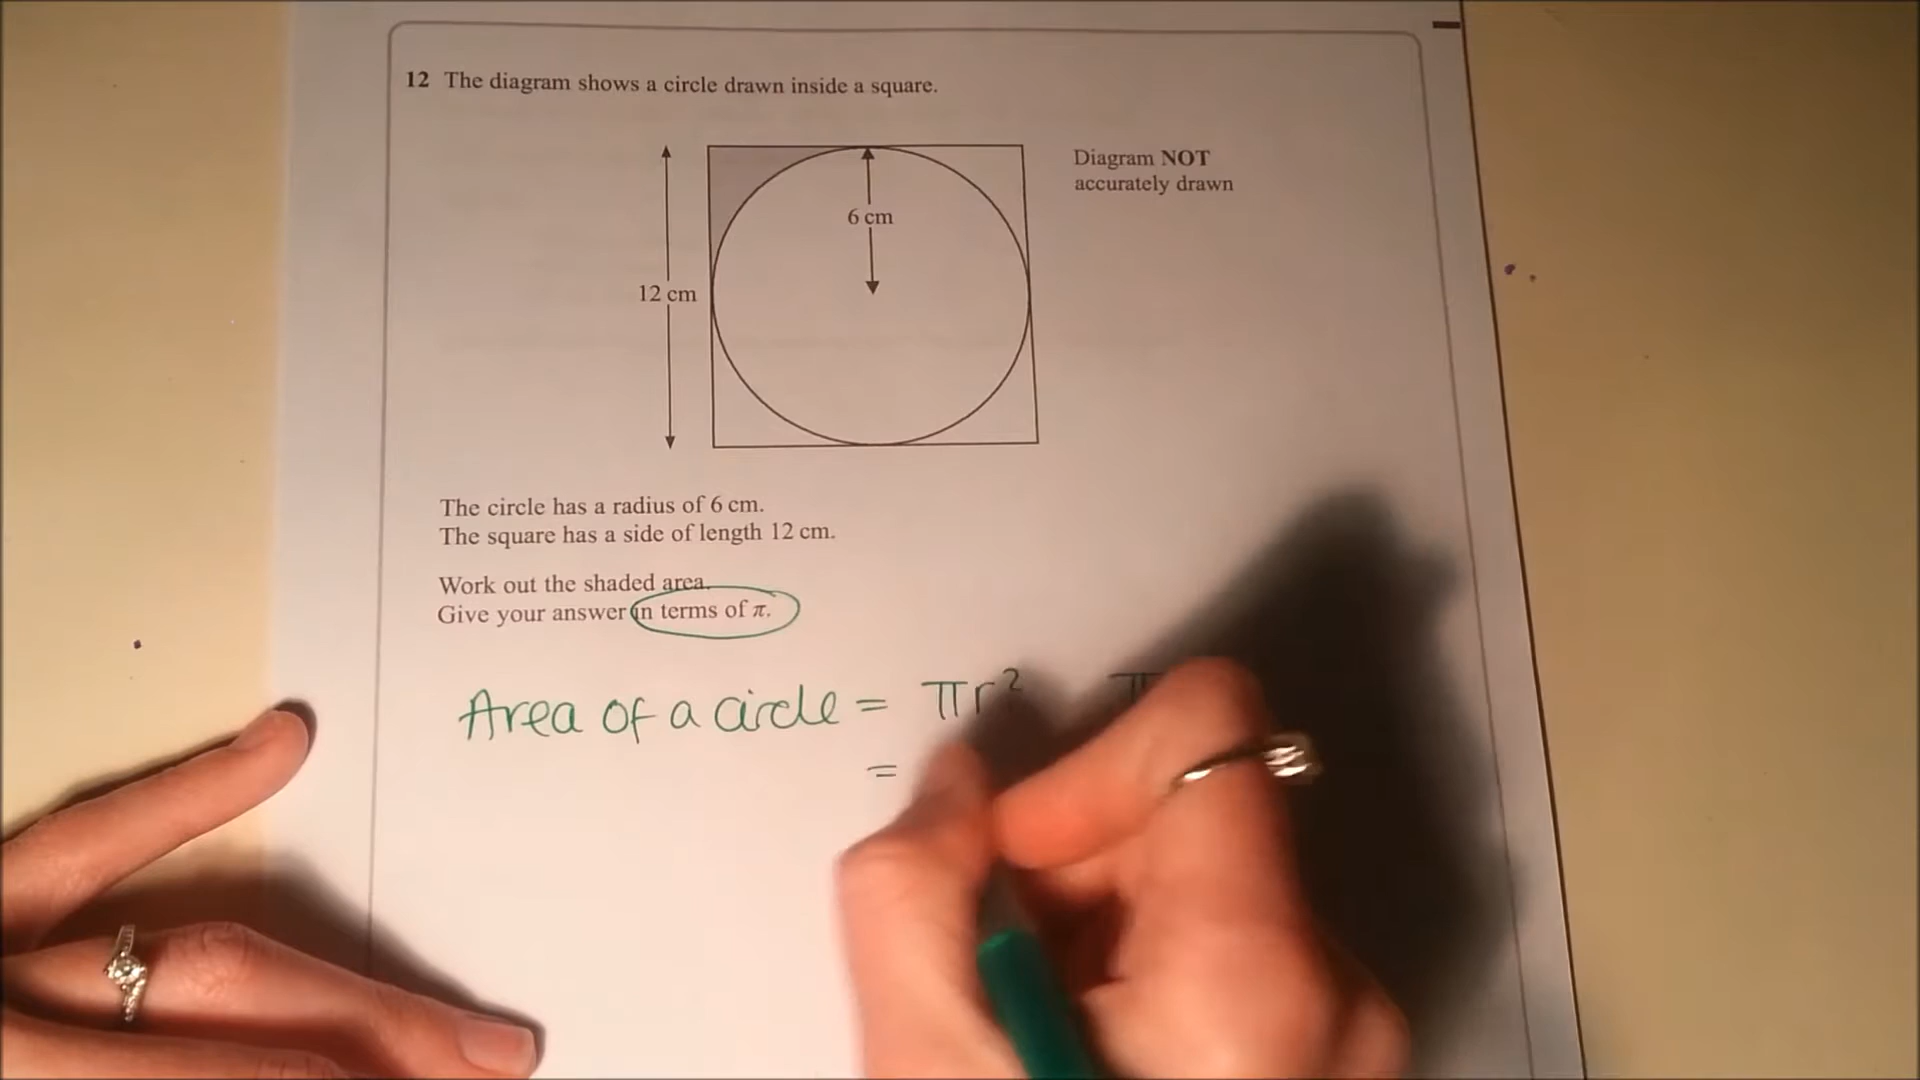 12 The diagram shows a circle drawn inside a square.
Diagram NOT
accurately drawn
6 cm
12 cm
The circle has a radius of 6 cm.
The square has a side of length 12 cm.
Work out the shaded area.
Give your answer in terms of π.
Area of a circle = πr² π
=